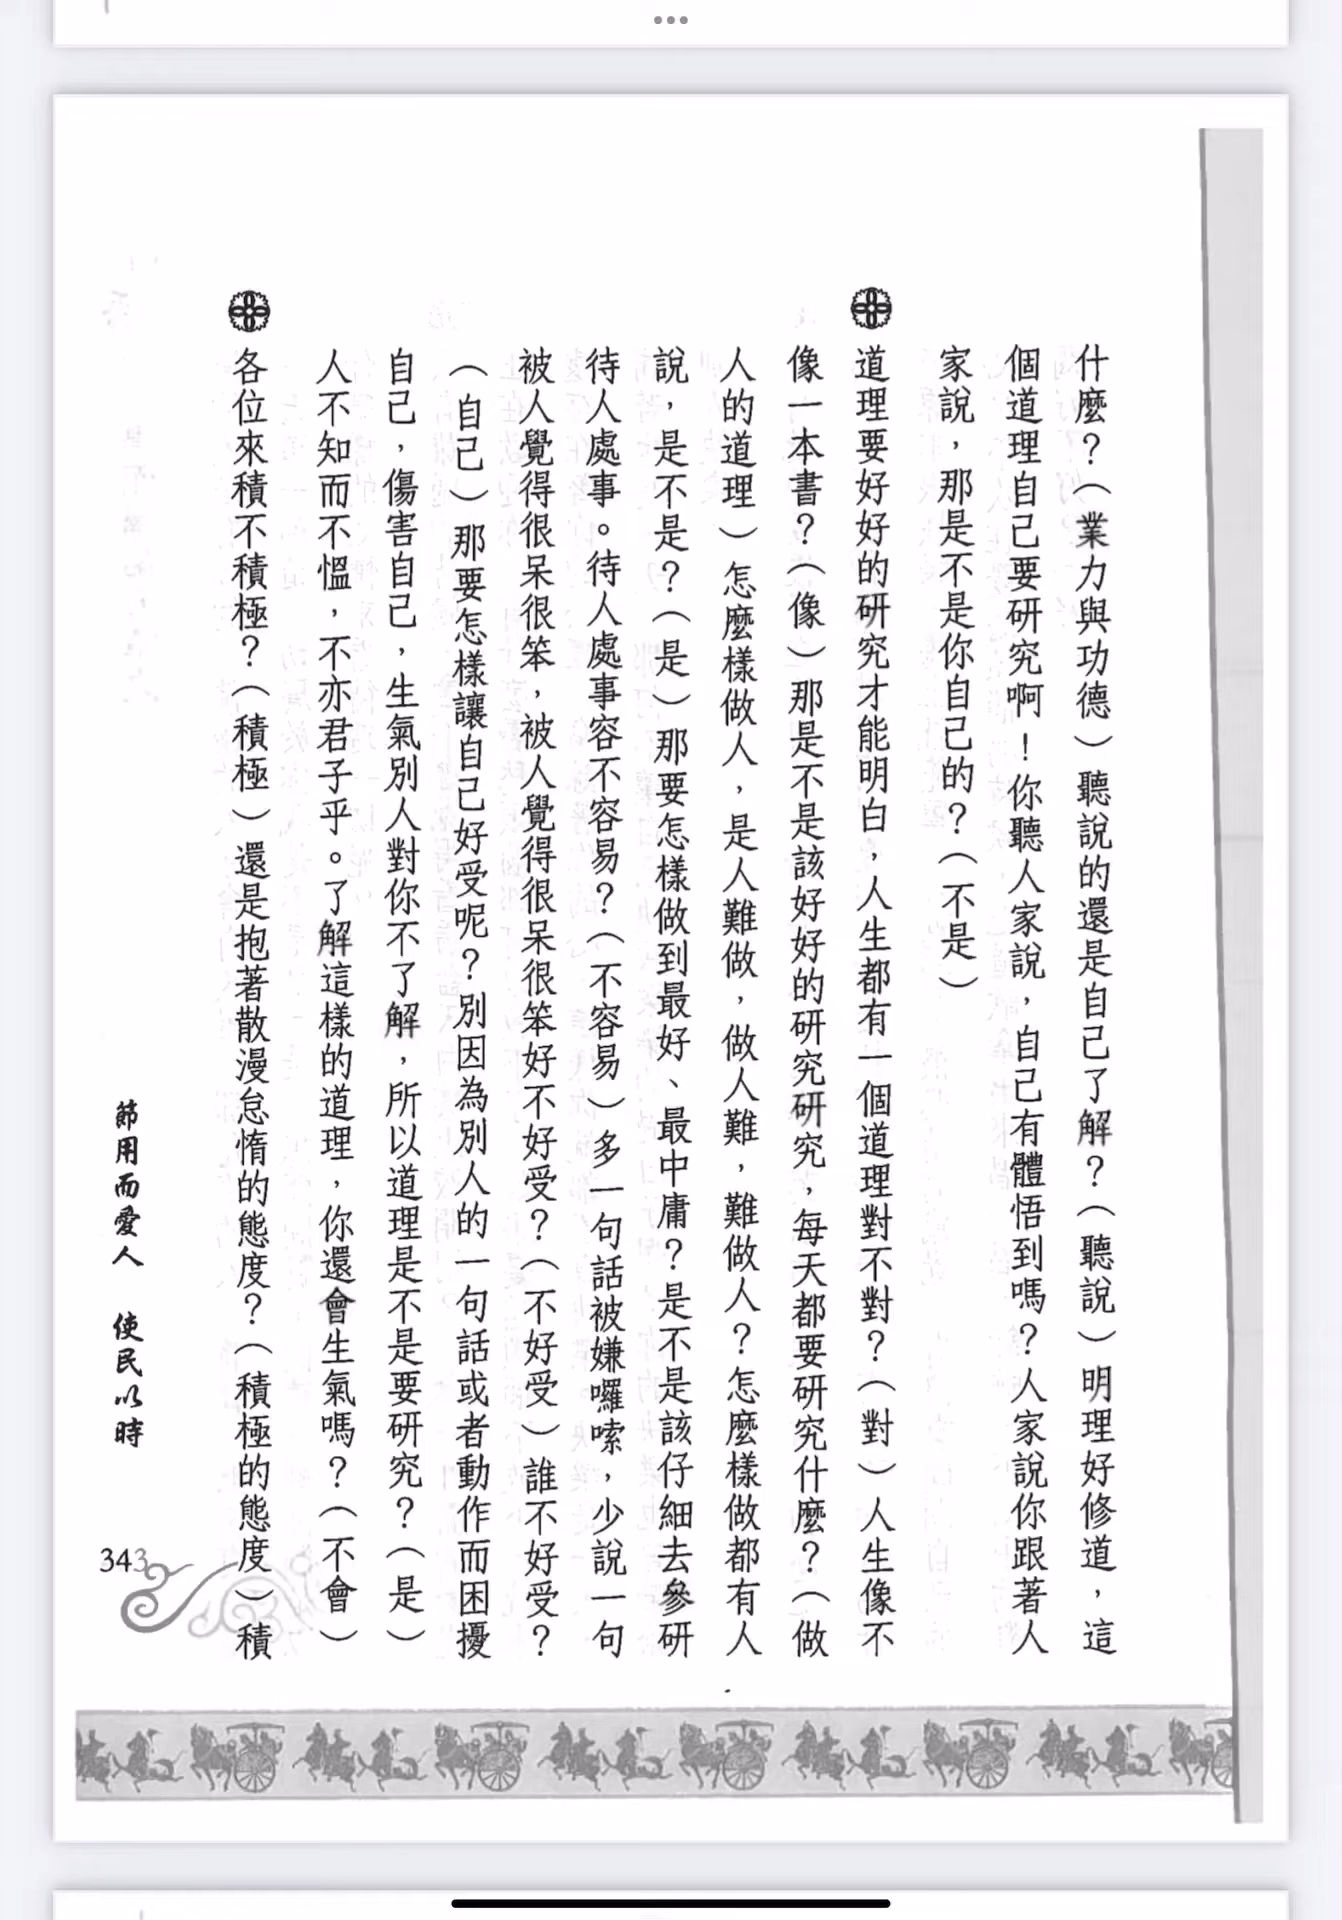 什麼？（業力與功德）聽說的還是自己了解？（聽說）明理好修道，這
個道理自己要研究啊！你聽人家說，自己有體悟到嗎？人家說你跟著人
家說，那是不是你自己的？（不是）
道理要好好的研究才能明白，人生都有一個道理對不對？（對）人生像不
像一本書？（像）那是不是該好好的研究研究，每天都要研究什麼？（做
人的道理）怎麼樣做人，是人難做，做人難，難做人？怎麼樣做都有人
說，是不是？（是）那要怎樣做到最好、最中庸？是不是該仔細去參研
待人處事。待人處事容不容易？（不容易）多一句話被嫌囉嗦，少說一句
被人覺得很呆很笨，被人覺得很呆很笨好不好受？（不好受）誰不好受？
（自己）那要怎樣讓自己好受呢？別因為別人的一句話或者動作而困擾
自己，傷害自己，生氣別人對你不了解，所以道理是不是要研究？（是）
人不知而不慍，不亦君子乎。了解這樣的道理，你還會生氣嗎？（不會）
各位來積不積極？（積極）還是抱著散漫怠惰的態度？（積極的態度）積
節用而愛人　使民以時
343